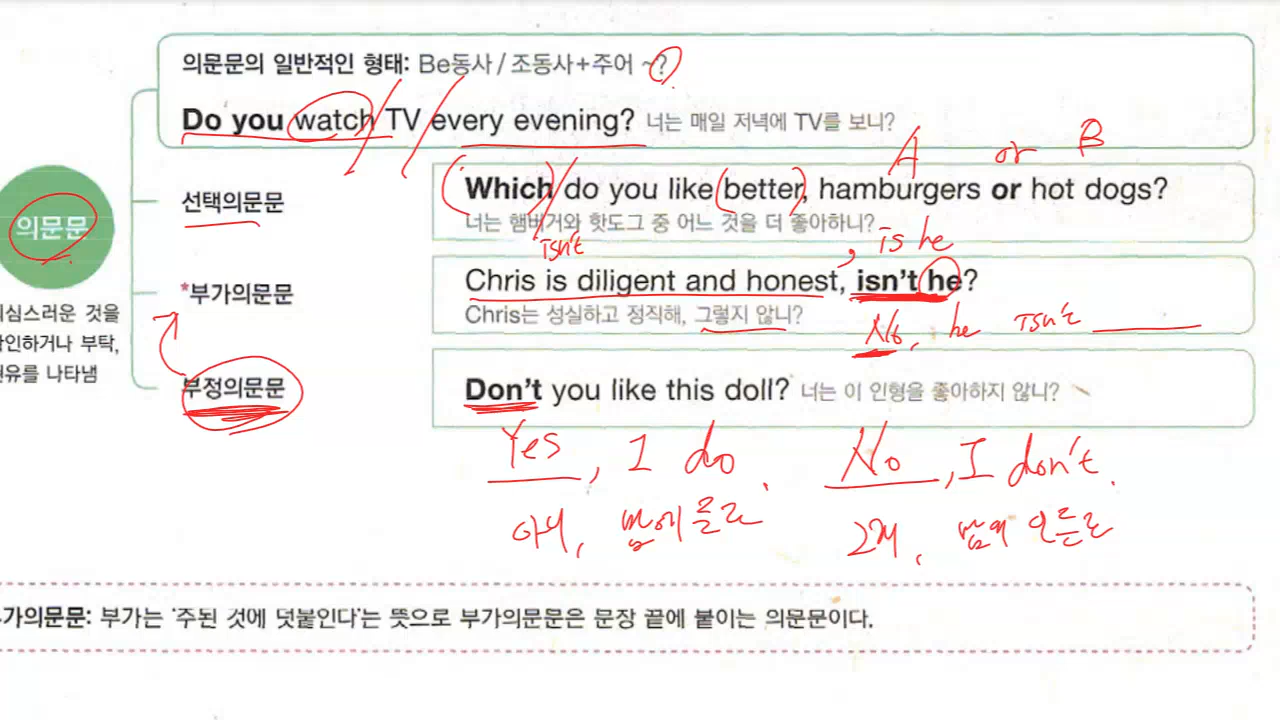 의문문의 일반적인 형태: Be동사 / 조동사+주어 ~?
Do you watch TV every evening? 너는 매일 저녁에 TV를 보니?
A or B
의문문
선택의문문
Which do you like better, hamburgers or hot dogs?
너는 햄버거와 핫도그 중 어느 것을 더 좋아하니?
isn't
, is he
*부가의문문
Chris is diligent and honest, isn't he?
Chris는 성실하고 정직해, 그렇지 않니?
No, he isn't
심스러운 것을
인하거나 부탁,
유를 나타냄
부정의문문
Don't you like this doll? 너는 이 인형을 좋아하지 않니?
Yes, I do. No, I don't.
아니,
가의문문: 부가는 '주된 것에 덧붙인다'는 뜻으로 부가의문문은 문장 끝에 붙이는 의문문이다.